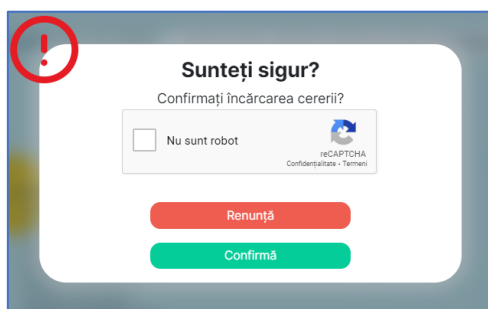 Sunteți sigur?
Confirmați încărcarea cererii?
Nu sunt robot
reCAPTCHA
Confidențialitate - Termeni
Renunță
Confirmă